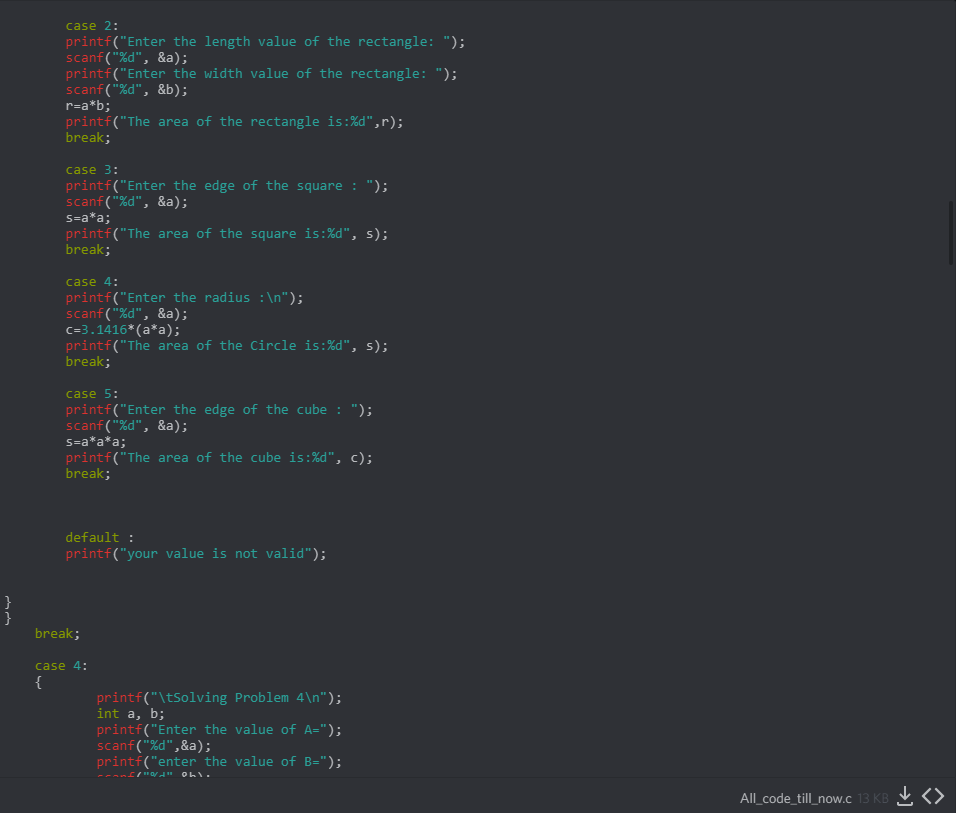 case 2:
printf("Enter the length value of the rectangle: ");
scanf("%d", &a);
printf("Enter the width value of the rectangle: ");
scanf("%d", &b);
r=a*b;
printf("The area of the rectangle is:%d",r);
break;
case 3:
printf("Enter the edge of the square : ");
scanf("%d", &a);
s=a*a;
printf("The area of the square is:%d", s);
break;
case 4:
printf("Enter the radius :\n");
scanf("%d", &a);
c=3.1416*(a*a);
printf("The area of the Circle is:%d", s);
break;
case 5:
printf("Enter the edge of the cube : ");
scanf("%d", &a);
s=a*a*a;
printf("The area of the cube is:%d", c);
break;
default :
printf("your value is not valid");
}
}
break;
case 4:
{
printf("\tSolving Problem 4\n");
int a, b;
printf("Enter the value of A=");
scanf("%d",&a);
printf("enter the value of B=");
scanf("%d",&b);
All_code_till_now.c 13 KB